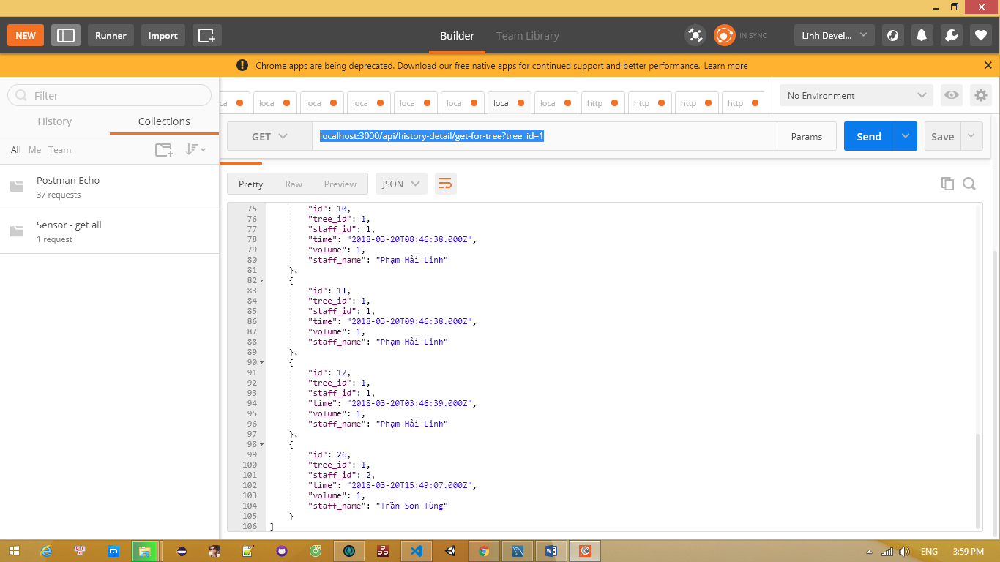 NEW Runner Import Builder Team Library IN SYNC Linh Devel...
Chrome apps are being deprecated. Download our free native apps for continued support and better performance. Learn more
Filter
History Collections
All Me Team
Postman Echo
37 requests
Sensor - get all
1 request
ca loca loca loca loca loca loca loca http http http http
No Environment
GET localhost:3000/api/history-detail/get-for-tree?tree_id=1 Params Send Save
Pretty Raw Preview JSON
75 "id": 10,
76 "tree_id": 1,
77 "staff_id": 1,
78 "time": "2018-03-20T08:46:38.000Z",
79 "volume": 1,
80 "staff_name": "Phạm Hải Linh"
81 },
82 {
83 "id": 11,
84 "tree_id": 1,
85 "staff_id": 1,
86 "time": "2018-03-20T09:46:38.000Z",
87 "volume": 1,
88 "staff_name": "Phạm Hải Linh"
89 },
90 {
91 "id": 12,
92 "tree_id": 1,
93 "staff_id": 1,
94 "time": "2018-03-20T03:46:39.000Z",
95 "volume": 1,
96 "staff_name": "Phạm Hải Linh"
97 },
98 {
99 "id": 26,
100 "tree_id": 1,
101 "staff_id": 2,
102 "time": "2018-03-20T15:49:07.000Z",
103 "volume": 1,
104 "staff_name": "Trần Sơn Tùng"
105 }
106 ]
ENG 3:59 PM